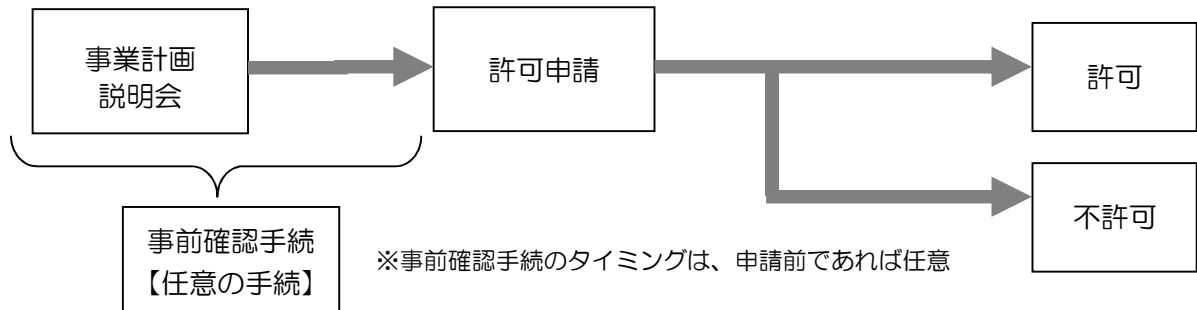 事業計画
説明会
許可申請
許可
不許可
事前確認手続
【任意の手続】
※事前確認手続のタイミングは、申請前であれば任意